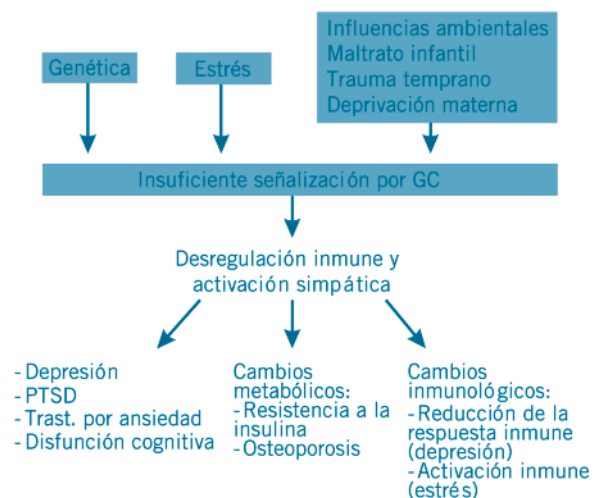 Genética
Estrés
Influencias ambientales
Maltrato infantil
Trauma temprano
Deprivación materna
Insuficiente señalización por GC
Desregulación inmune y
activación simpática
- Depresión
- PTSD
- Trast. por ansiedad
- Disfunción cognitiva
Cambios
metabólicos:
- Resistencia a la
insulina
- Osteoporosis
Cambios
inmunológicos:
- Reducción de la
respuesta inmune
(depresión)
- Activación inmune
(estrés)